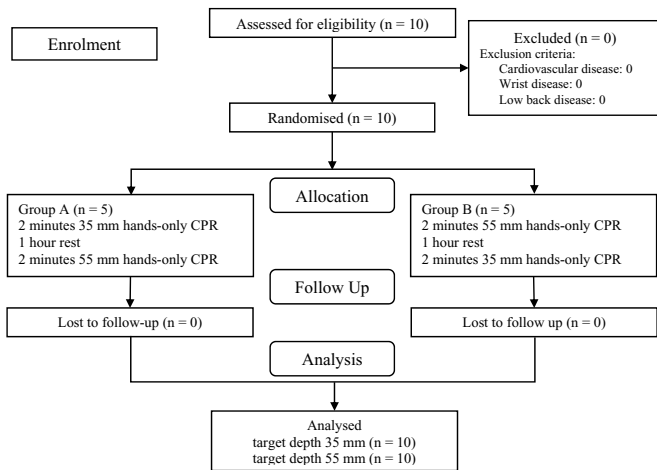 Assessed for eligibility (n = 10)
Enrolment
Excluded (n = 0)
Exclusion criteria:
Cardiovascular disease: 0
Wrist disease: 0
Low back disease: 0
Randomised (n = 10)
Allocation
Group A (n = 5)
2 minutes 35 mm hands-only CPR
1 hour rest
2 minutes 55 mm hands-only CPR
Group B (n = 5)
2 minutes 55 mm hands-only CPR
1 hour rest
2 minutes 35 mm hands-only CPR
Follow Up
Lost to follow-up (n = 0)
Lost to follow up (n = 0)
Analysis
Analysed
target depth 35 mm (n = 10)
target depth 55 mm (n = 10)